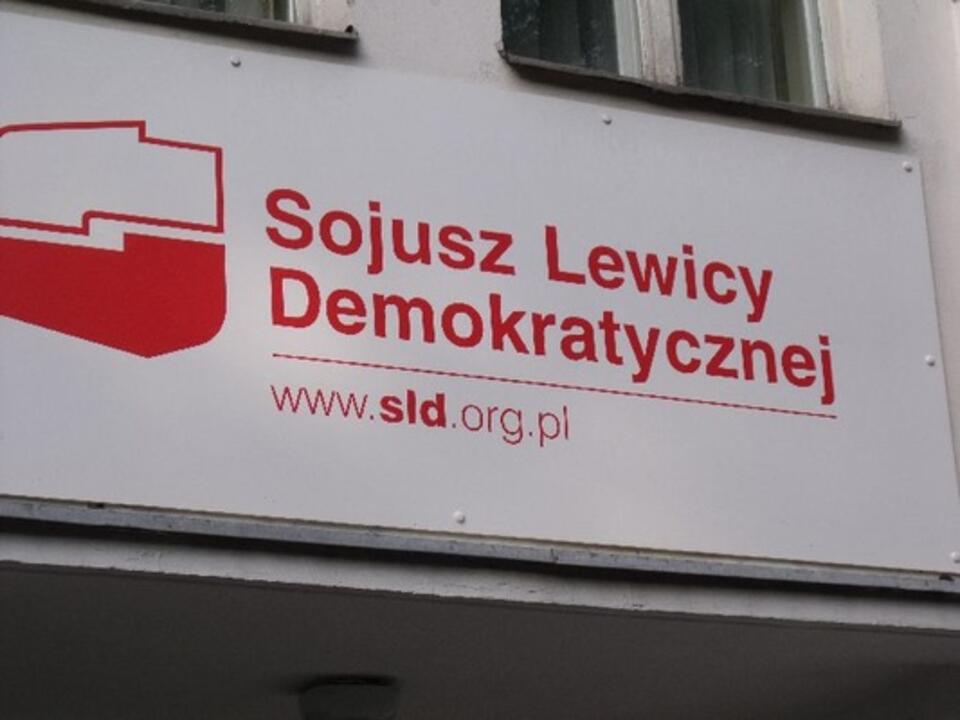 Sojusz Lewicy
Demokratycznej
www.sld.org.pl